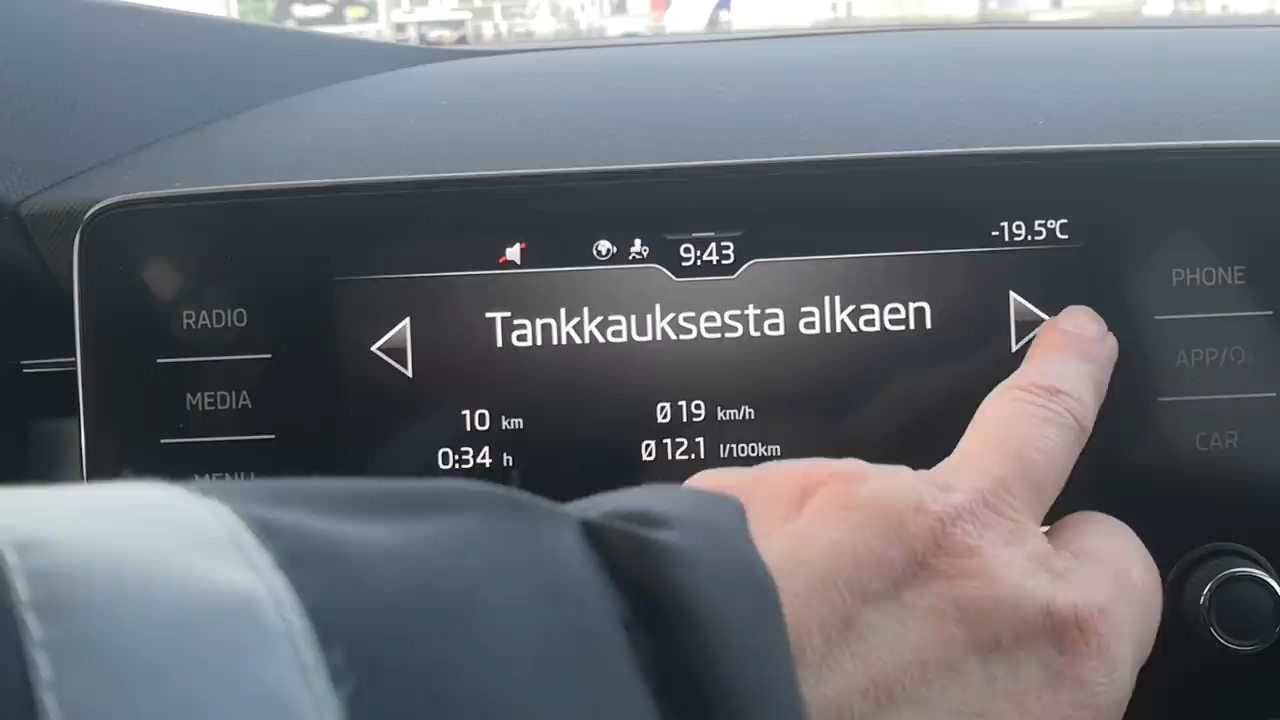 9:43
-19.5°C
Tankkauksesta alkaen
10 km
Ø 19 km/h
0:34 h
Ø 12.1 l/100km
RADIO
MEDIA
MENU
PHONE
APP/
CAR